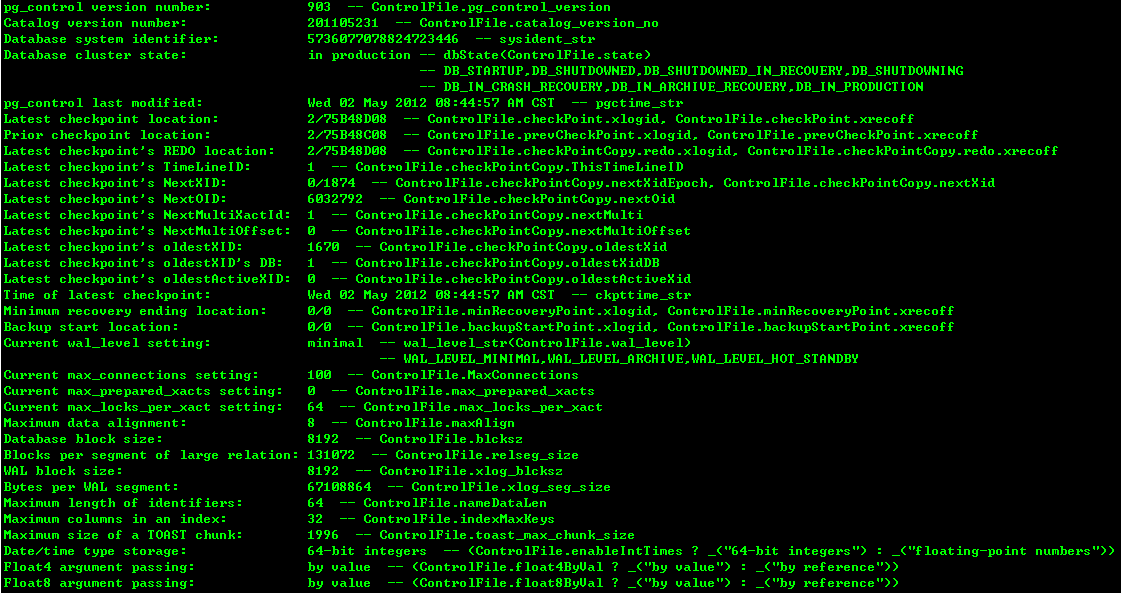 pg_control version number: 903 -- ControlFile.pg_control_version
Catalog version number: 201105231 -- ControlFile.catalog_version_no
Database system identifier: 5736077078824723446 -- sysident_str
Database cluster state: in production -- dbState(ControlFile.state)
-- DB_STARTUP,DB_SHUTDOWNED,DB_SHUTDOWNED_IN_RECOVERY,DB_SHUTDOWNING
-- DB_IN_CRASH_RECOVERY,DB_IN_ARCHIVE_RECOVERY,DB_IN_PRODUCTION
pg_control last modified: Wed 02 May 2012 08:44:57 AM CST -- pgctime_str
Latest checkpoint location: 2/75B48D08 -- ControlFile.checkPoint.xlogid, ControlFile.checkPoint.xrecoff
Prior checkpoint location: 2/75B48C08 -- ControlFile.prevCheckPoint.xlogid, ControlFile.prevCheckPoint.xrecoff
Latest checkpoint's REDO location: 2/75B48D08 -- ControlFile.checkPointCopy.redo.xlogid, ControlFile.checkPointCopy.redo.xrecoff
Latest checkpoint's TimeLineID: 1 -- ControlFile.checkPointCopy.ThisTimeLineID
Latest checkpoint's NextXID: 0/1874 -- ControlFile.checkPointCopy.nextXidEpoch, ControlFile.checkPointCopy.nextXid
Latest checkpoint's NextOID: 6032792 -- ControlFile.checkPointCopy.nextOid
Latest checkpoint's NextMultiXactId: 1 -- ControlFile.checkPointCopy.nextMulti
Latest checkpoint's NextMultiOffset: 0 -- ControlFile.checkPointCopy.nextMultiOffset
Latest checkpoint's oldestXID: 1670 -- ControlFile.checkPointCopy.oldestXid
Latest checkpoint's oldestXID's DB: 1 -- ControlFile.checkPointCopy.oldestXidDB
Latest checkpoint's oldestActiveXID: 0 -- ControlFile.checkPointCopy.oldestActiveXid
Time of latest checkpoint: Wed 02 May 2012 08:44:57 AM CST -- ckpttime_str
Minimum recovery ending location: 0/0 -- ControlFile.minRecoveryPoint.xlogid, ControlFile.minRecoveryPoint.xrecoff
Backup start location: 0/0 -- ControlFile.backupStartPoint.xlogid, ControlFile.backupStartPoint.xrecoff
Current wal_level setting: minimal -- wal_level_str(ControlFile.wal_level)
-- WAL_LEVEL_MINIMAL,WAL_LEVEL_ARCHIVE,WAL_LEVEL_HOT_STANDBY
Current max_connections setting: 100 -- ControlFile.MaxConnections
Current max_prepared_xacts setting: 0 -- ControlFile.max_prepared_xacts
Current max_locks_per_xact setting: 64 -- ControlFile.max_locks_per_xact
Maximum data alignment: 8 -- ControlFile.maxAlign
Database block size: 8192 -- ControlFile.blcksz
Blocks per segment of large relation: 131072 -- ControlFile.relseg_size
WAL block size: 8192 -- ControlFile.xlog_blcksz
Bytes per WAL segment: 67108864 -- ControlFile.xlog_seg_size
Maximum length of identifiers: 64 -- ControlFile.nameDataLen
Maximum columns in an index: 32 -- ControlFile.indexMaxKeys
Maximum size of a TOAST chunk: 1996 -- ControlFile.toast_max_chunk_size
Date/time type storage: 64-bit integers -- (ControlFile.enableIntTimes ? _("64-bit integers") : _("floating-point numbers"))
Float4 argument passing: by value -- (ControlFile.float4ByVal ? _("by value") : _("by reference"))
Float8 argument passing: by value -- (ControlFile.float8ByVal ? _("by value") : _("by reference"))